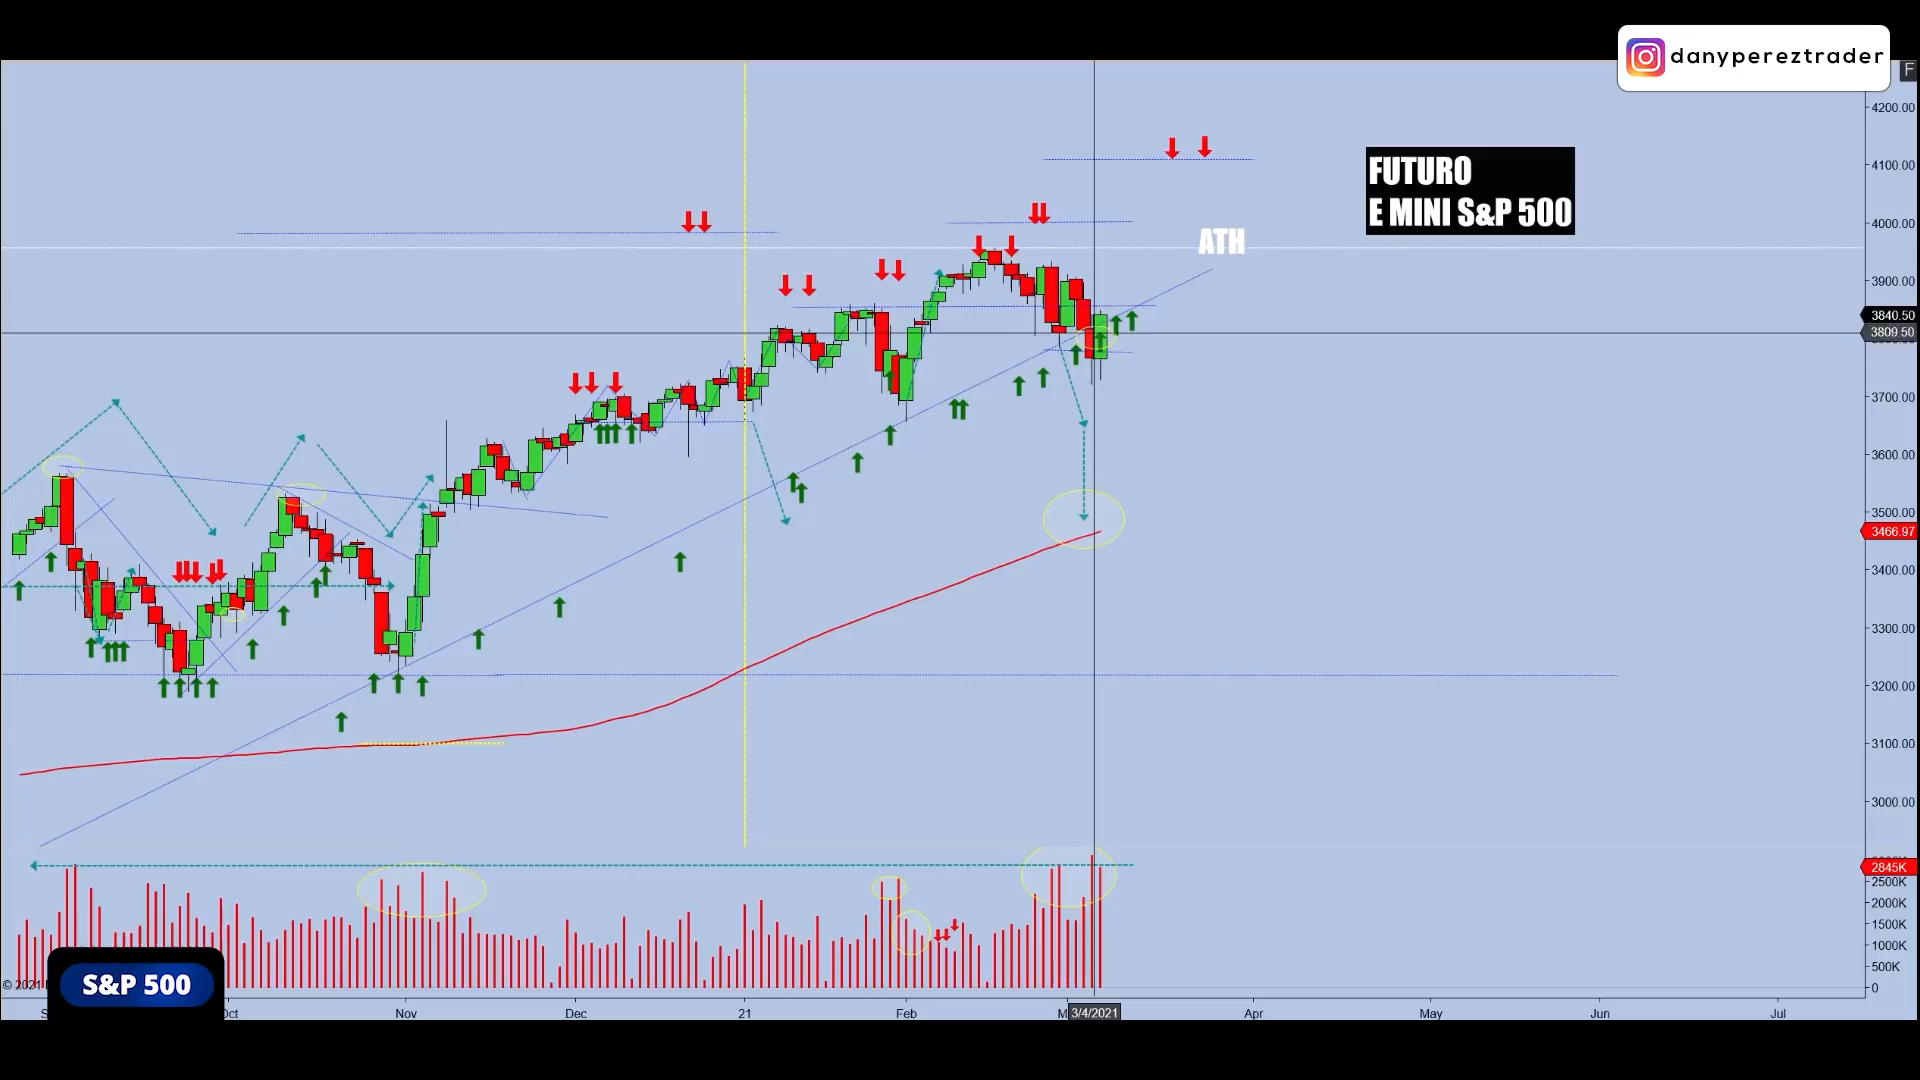 danypereztrader
F
4200.00
4100.00
FUTURO
E MINI S&P 500
4000.00
ATH
3900.00
3840.50
3809.50
3700.00
3600.00
3500.00
3466.97
3400.00
3300.00
3200.00
3100.00
3000.00
2845K
2500K
2000K
1500K
1000K
500K
0
© 2021
S&P 500
Nov
Dec
21
Feb
3/4/2021
Apr
May
Jun
Jul